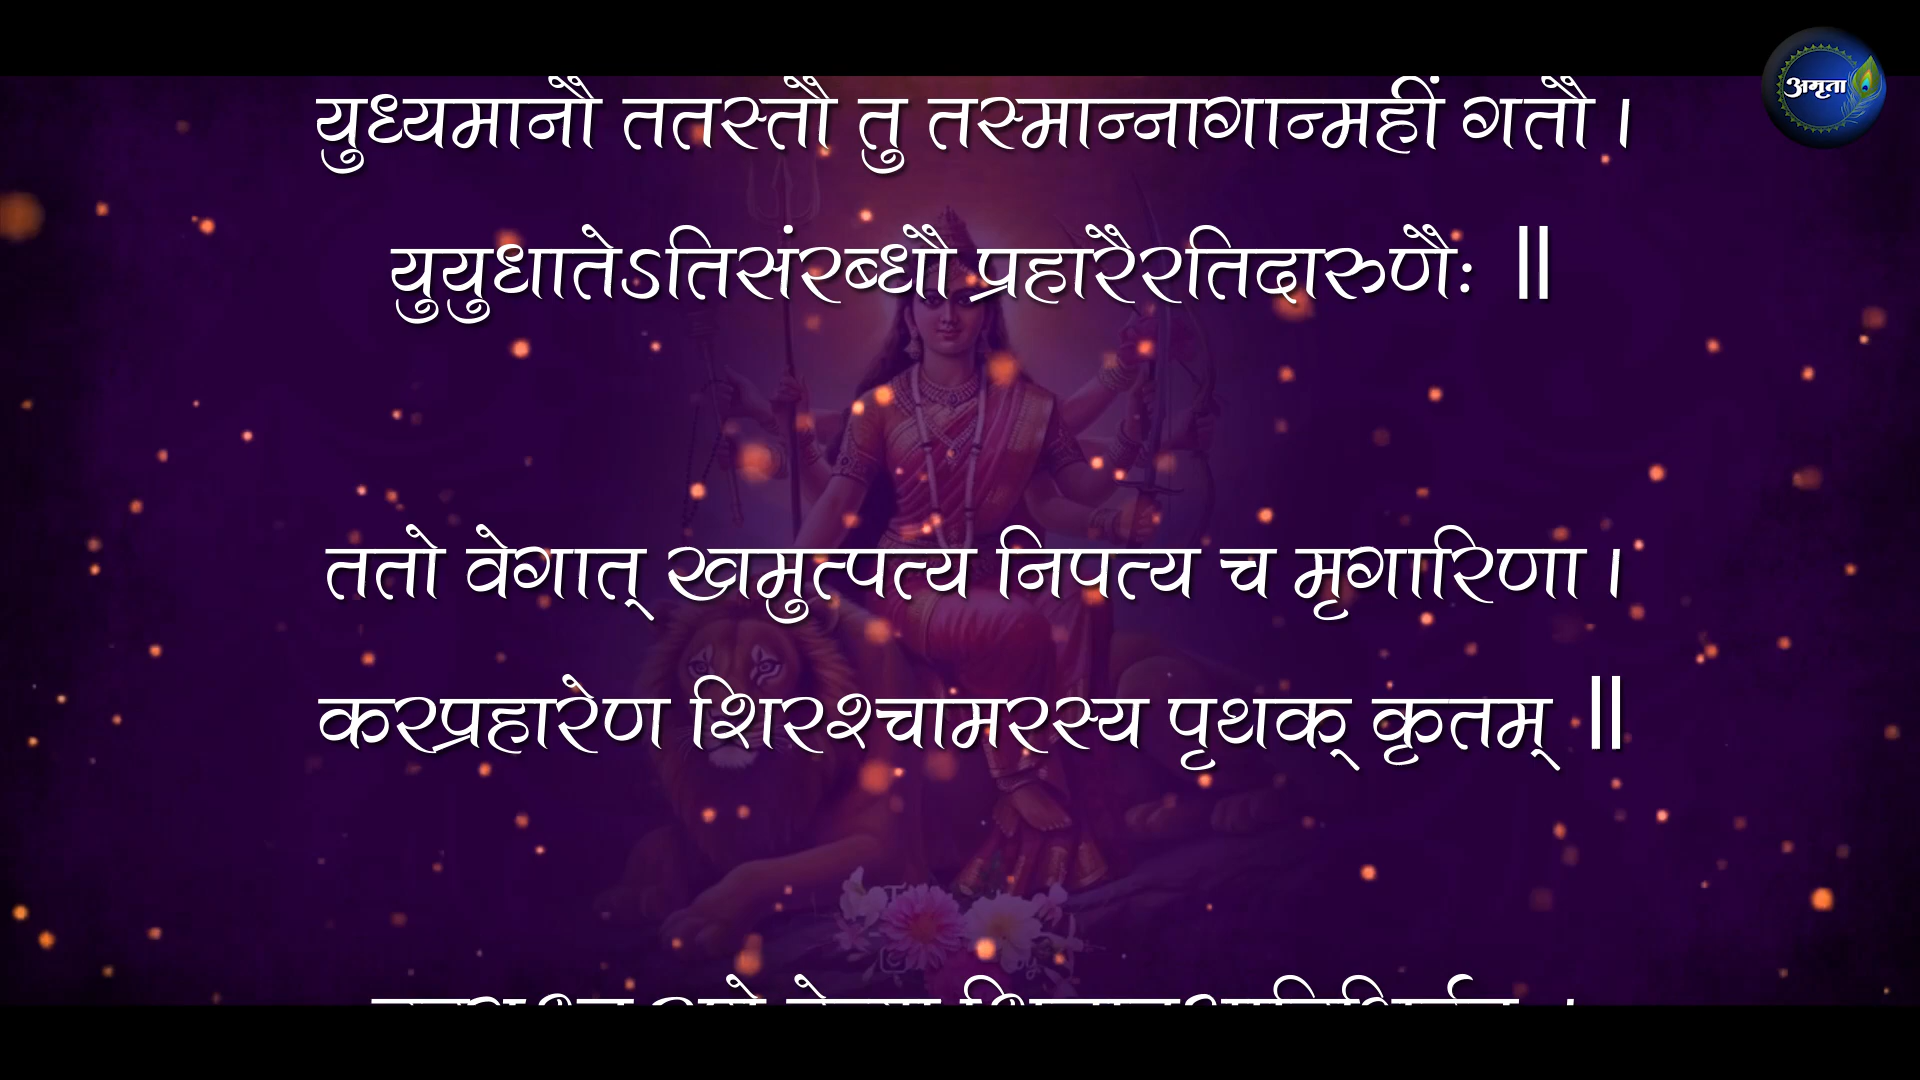 अमृता
युध्यमानौ ततस्तौ तु तस्मान्नागान्महीं गतौ ।
युयुधातेऽतिसंरब्धौ प्रहारैरतिदारुणैः ॥
ततो वेगात् खमुत्पत्य निपत्य च मृगारिणा ।
करप्रहारेण शिरश्चामरस्य पृथक् कृतम् ॥